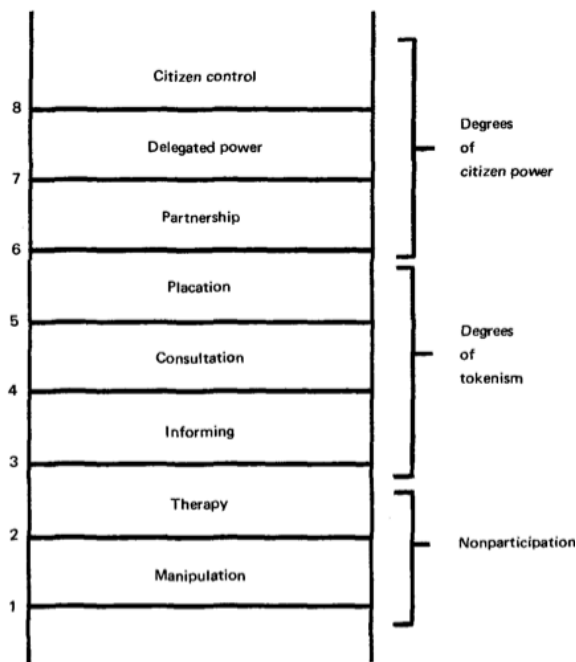 Citizen control
8
Delegated power
7
Partnership
6
Placation
5
Consultation
4
Informing
3
Therapy
2
Manipulation
1
Degrees
of
citizen power
Degrees
of
tokenism
Nonparticipation